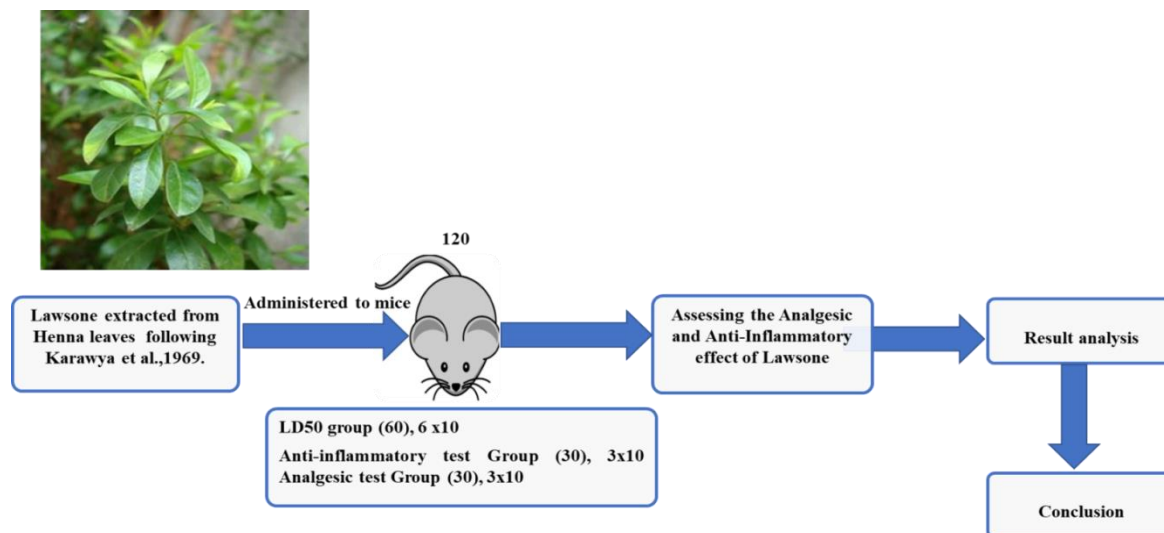 120
Lawsone extracted from
Henna leaves following
Karawya et al.,1969.
Administered to mice
Assessing the Analgesic
and Anti-Inflammatory
effect of Lawsone
Result analysis
LD50 group (60), 6 x10
Anti-inflammatory test Group (30), 3x10
Analgesic test Group (30), 3x10
Conclusion